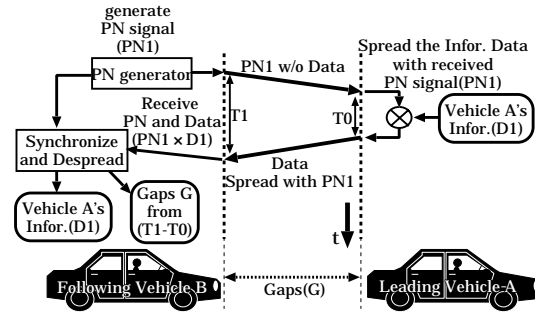 generate
PN signal
(PN1)
PN generator
PN1 w/o Data
Spread the Infor. Data
with received
PN signal(PN1)
Receive
PN and Data
(PN1 × D1)
T1
T0
Vehicle A's
Infor.(D1)
Synchronize
and Despread
Data
Spread with PN1
Vehicle A's
Infor.(D1)
Gaps G
from
(T1-T0)
t
Following Vehicle B
Gaps(G)
Leading Vehicle-A